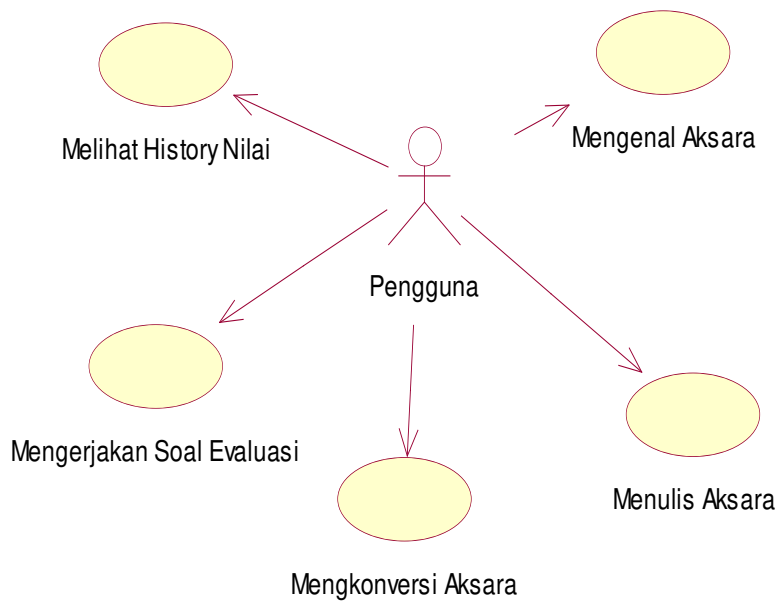 Melihat History Nilai
Mengenal Aksara
Pengguna
Mengerjakan Soal Evaluasi
Menulis Aksara
Mengkonversi Aksara